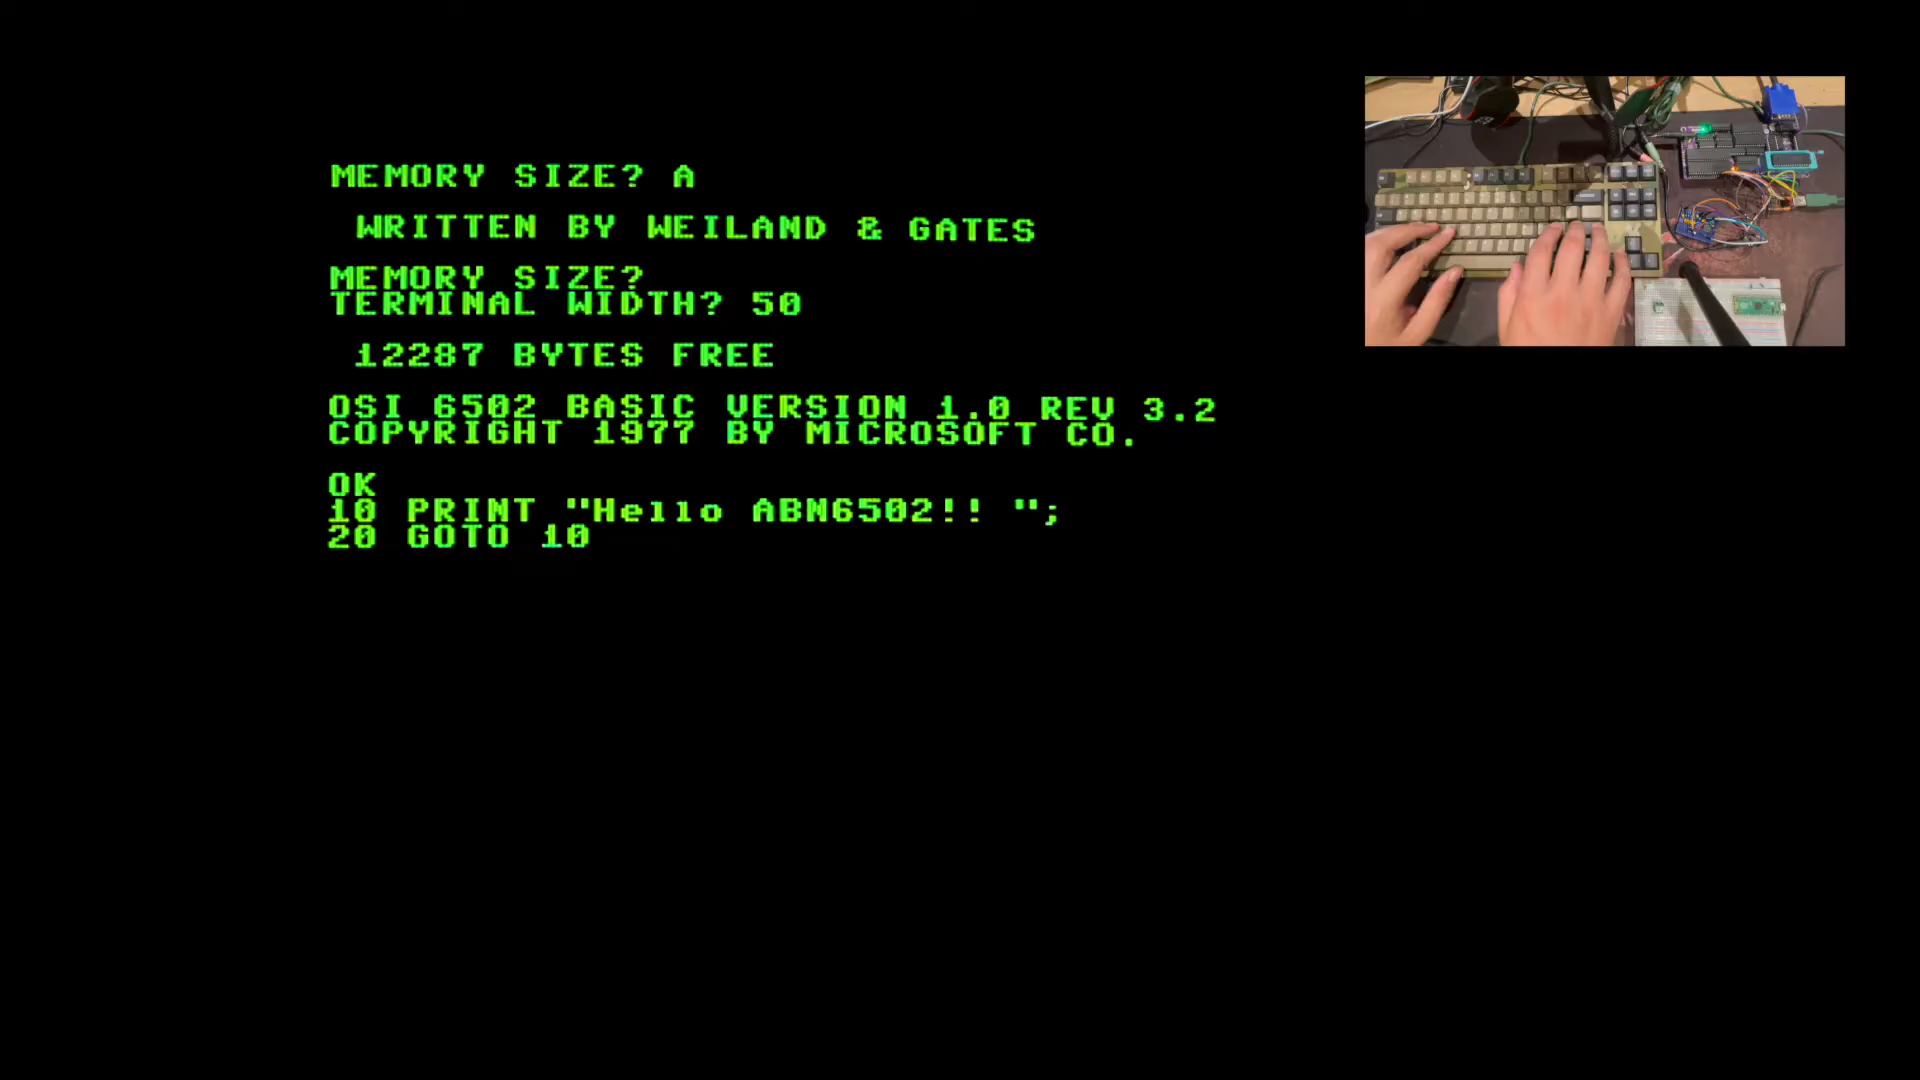 MEMORY SIZE? A
WRITTEN BY WEILAND & GATES
MEMORY SIZE?
TERMINAL WIDTH? 50
12287 BYTES FREE
OSI 6502 BASIC VERSION 1.0 REV 3.2
COPYRIGHT 1977 BY MICROSOFT CO.
OK
10 PRINT "Hello ABN6502!! ";
20 GOTO 10